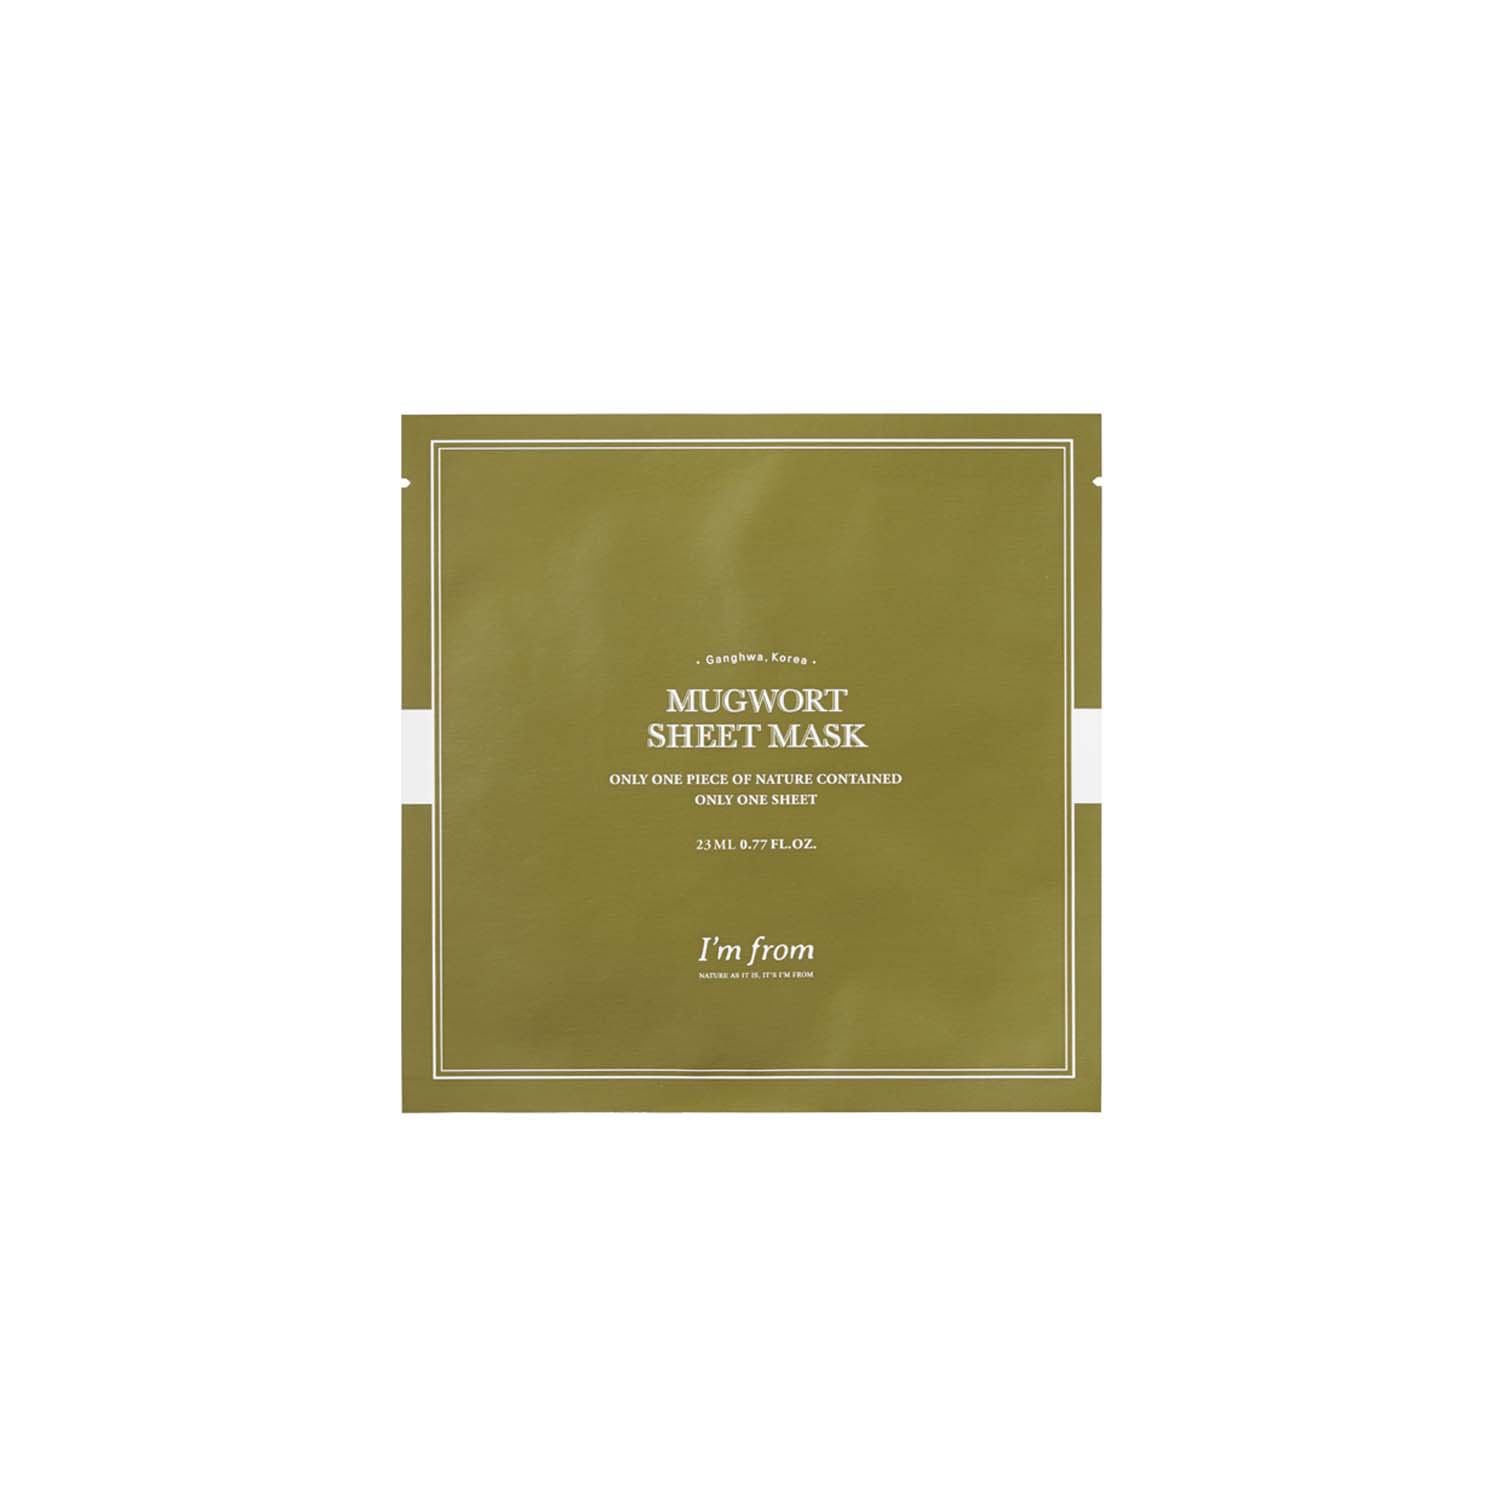 · Ganghwa, Korea ·
MUGWORT
SHEET MASK
ONLY ONE PIECE OF NATURE CONTAINED
ONLY ONE SHEET
23 ML 0.77 FL.OZ.
I'm from
NATURE AS IT IS, IT'S I'M FROM